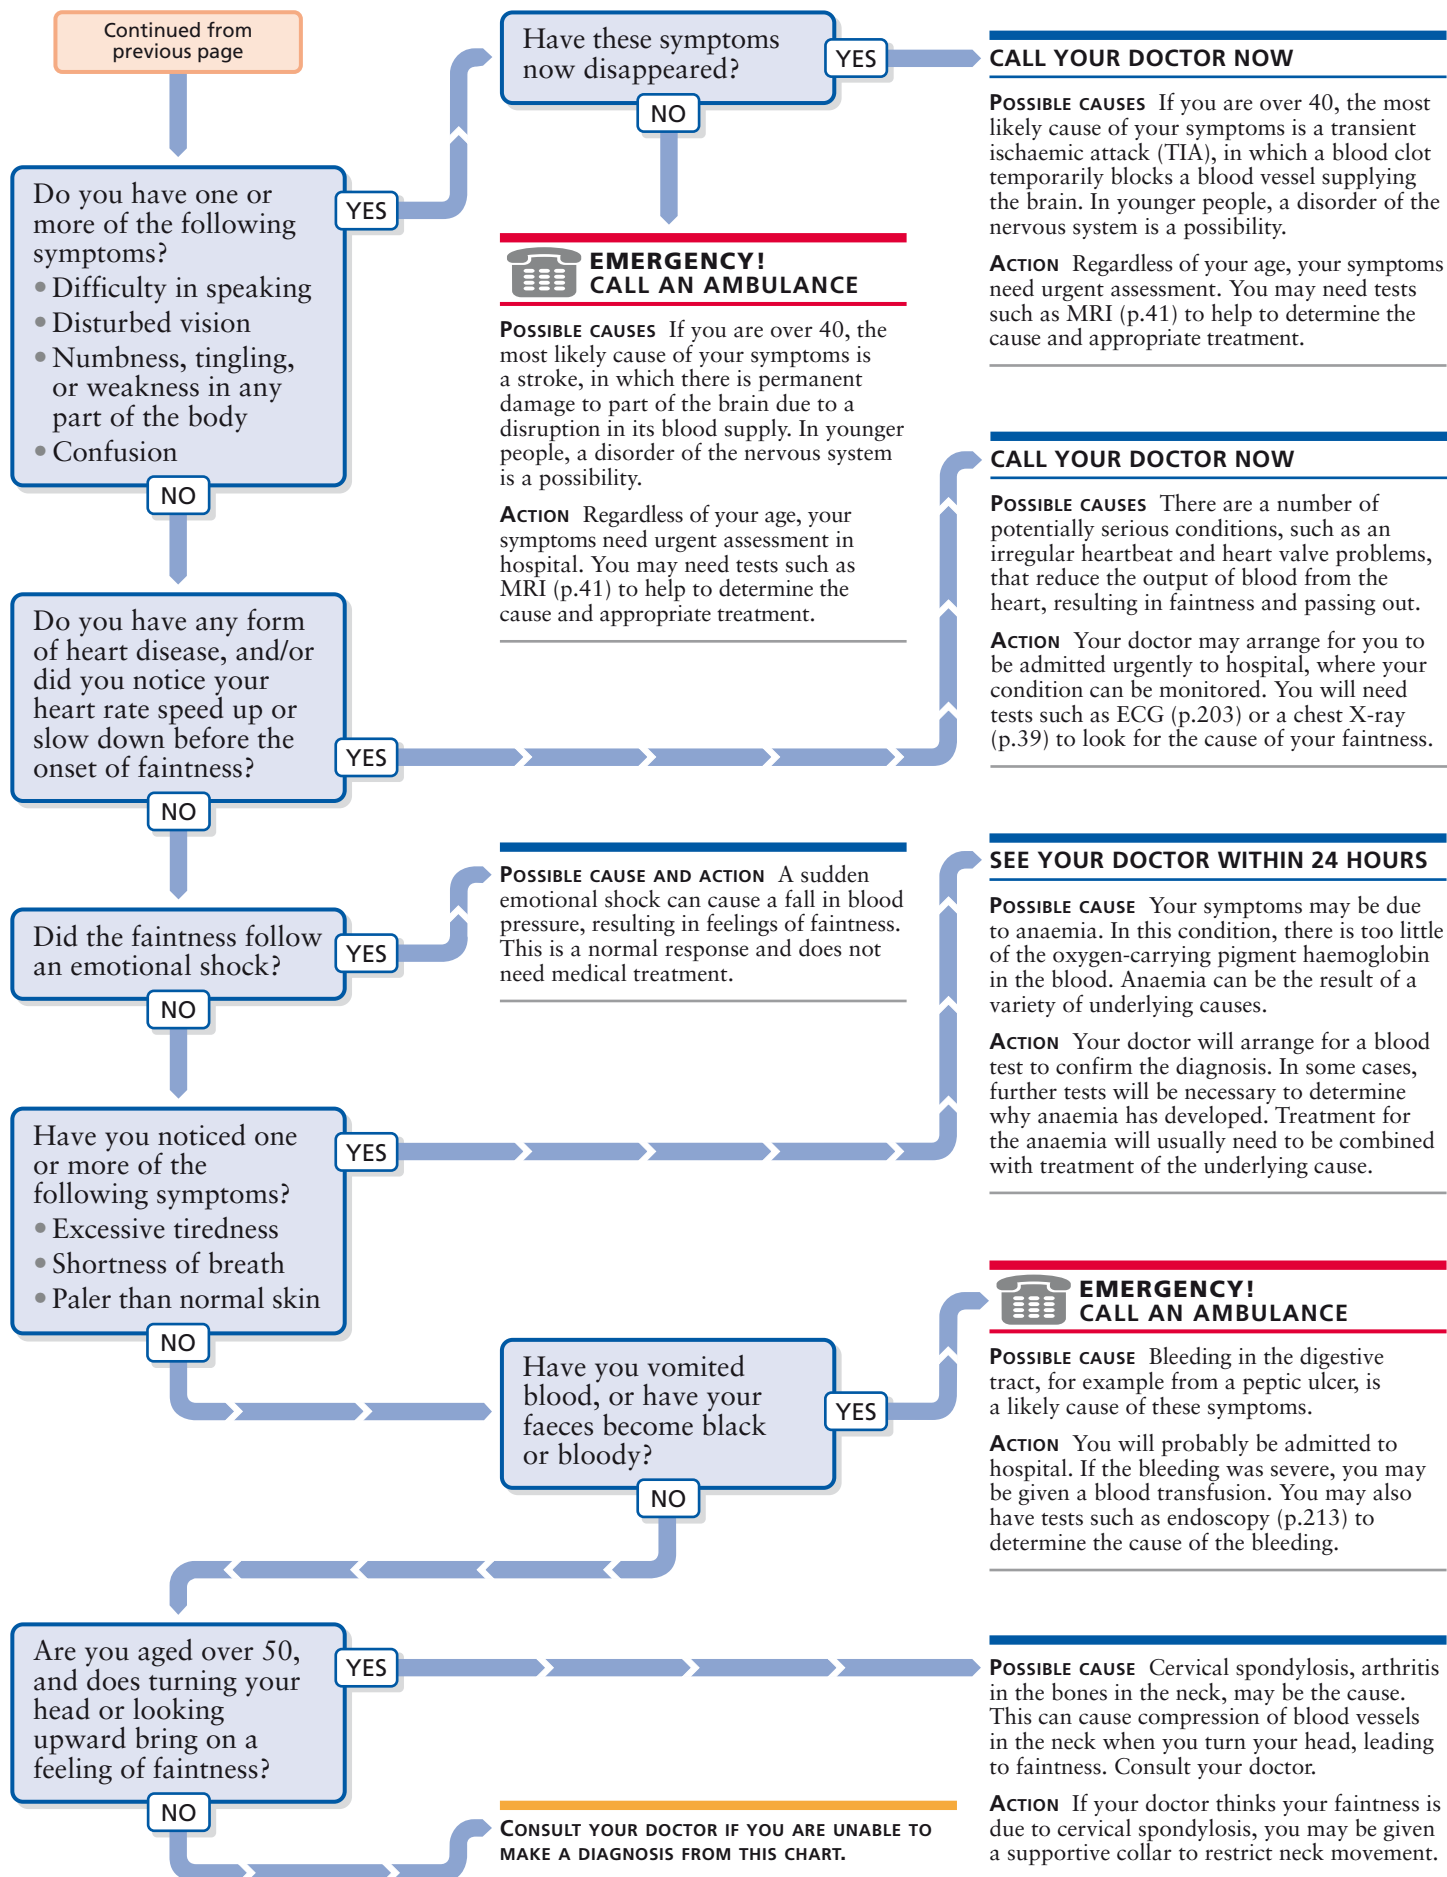 Continued from
previous page
Have these symptoms
now disappeared?
YES
NO
CALL YOUR DOCTOR NOW
POSSIBLE CAUSES If you are over 40, the most
likely cause of your symptoms is a transient
ischaemic attack (TIA), in which a blood clot
temporarily blocks a blood vessel supplying
the brain. In younger people, a disorder of the
nervous system is a possibility.
ACTION Regardless of your age, your symptoms
need urgent assessment. You may need tests
such as MRI (p.41) to help to determine the
cause and appropriate treatment.
Do you have one or
more of the following
symptoms?
• Difficulty in speaking
• Disturbed vision
• Numbness, tingling,
or weakness in any
part of the body
• Confusion
YES
NO
EMERGENCY!
CALL AN AMBULANCE
POSSIBLE CAUSES If you are over 40, the
most likely cause of your symptoms is
a stroke, in which there is permanent
damage to part of the brain due to a
disruption in its blood supply. In younger
people, a disorder of the nervous system
is a possibility.
ACTION Regardless of your age, your
symptoms need urgent assessment in
hospital. You may need tests such as
MRI (p.41) to help to determine the
cause and appropriate treatment.
CALL YOUR DOCTOR NOW
POSSIBLE CAUSES There are a number of
potentially serious conditions, such as an
irregular heartbeat and heart valve problems,
that reduce the output of blood from the
heart, resulting in faintness and passing out.
ACTION Your doctor may arrange for you to
be admitted urgently to hospital, where your
condition can be monitored. You will need
tests such as ECG (p.203) or a chest X-ray
(p.39) to look for the cause of your faintness.
Do you have any form
of heart disease, and/or
did you notice your
heart rate speed up or
slow down before the
onset of faintness?
YES
NO
Did the faintness follow
an emotional shock?
YES
NO
POSSIBLE CAUSE AND ACTION A sudden
emotional shock can cause a fall in blood
pressure, resulting in feelings of faintness.
This is a normal response and does not
need medical treatment.
SEE YOUR DOCTOR WITHIN 24 HOURS
POSSIBLE CAUSE Your symptoms may be due
to anaemia. In this condition, there is too little
of the oxygen-carrying pigment haemoglobin
in the blood. Anaemia can be the result of a
variety of underlying causes.
ACTION Your doctor will arrange for a blood
test to confirm the diagnosis. In some cases,
further tests will be necessary to determine
why anaemia has developed. Treatment for
the anaemia will usually need to be combined
with treatment of the underlying cause.
Have you noticed one
or more of the
following symptoms?
• Excessive tiredness
• Shortness of breath
• Paler than normal skin
YES
NO
Have you vomited
blood, or have your
faeces become black
or bloody?
YES
NO
EMERGENCY!
CALL AN AMBULANCE
POSSIBLE CAUSE Bleeding in the digestive
tract, for example from a peptic ulcer, is
a likely cause of these symptoms.
ACTION You will probably be admitted to
hospital. If the bleeding was severe, you may
be given a blood transfusion. You may also
have tests such as endoscopy (p.213) to
determine the cause of the bleeding.
Are you aged over 50,
and does turning your
head or looking
upward bring on a
feeling of faintness?
YES
NO
POSSIBLE CAUSE Cervical spondylosis, arthritis
in the bones in the neck, may be the cause.
This can cause compression of blood vessels
in the neck when you turn your head, leading
to faintness. Consult your doctor.
ACTION If your doctor thinks your faintness is
due to cervical spondylosis, you may be given
a supportive collar to restrict neck movement.
CONSULT YOUR DOCTOR IF YOU ARE UNABLE TO
MAKE A DIAGNOSIS FROM THIS CHART.